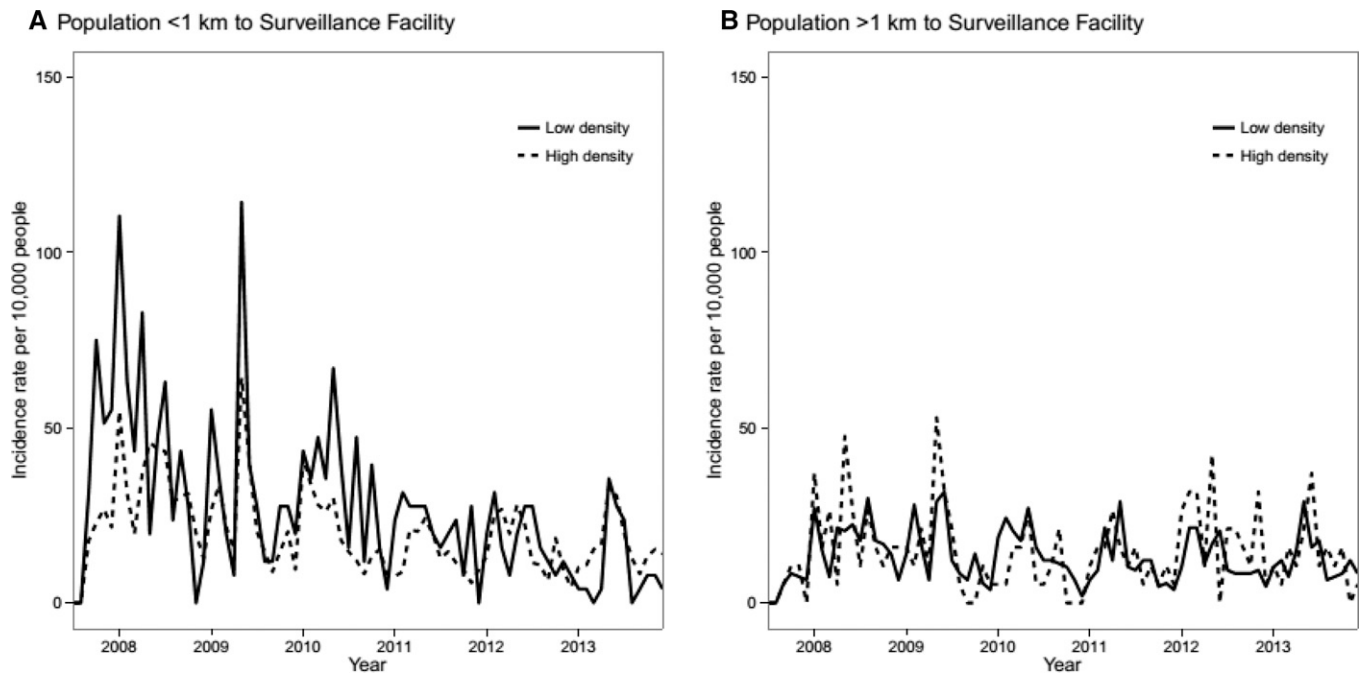 A Population <1 km to Surveillance Facility
150
100
50
0
Incidence rate per 10,000 people
Low density
High density
2008 2009 2010 2011 2012 2013
Year
B Population >1 km to Surveillance Facility
150
100
50
0
Incidence rate per 10,000 people
Low density
High density
2008 2009 2010 2011 2012 2013
Year